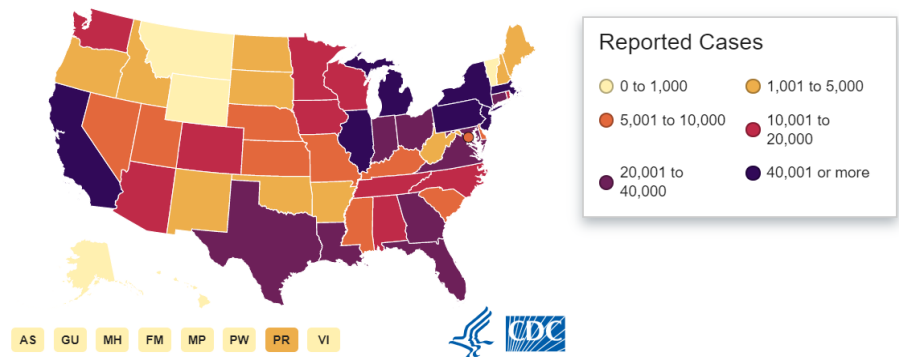 Reported Cases
0 to 1,000
1,001 to 5,000
5,001 to 10,000
10,001 to
20,000
20,001 to
40,000
40,001 or more
AS GU MH FM MP PW PR VI
CDC